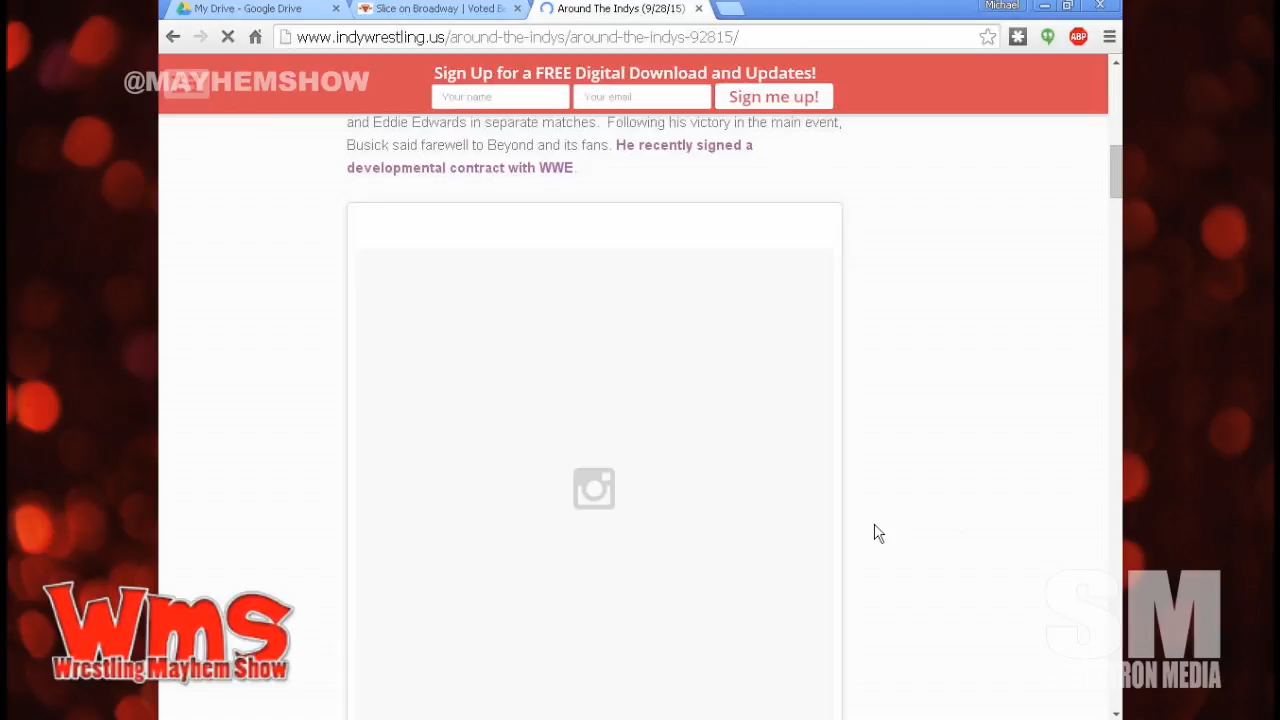 My Drive - Google Drive
Slice on Broadway | Voted Be
Around The Indys (9/28/15)
Michael
www.indywrestling.us/around-the-indys/around-the-indys-92815/
ABP
@MAYHEMSHOW
Sign Up for a FREE Digital Download and Updates!
Your name
Your email
Sign me up!
and Eddie Edwards in separate matches. Following his victory in the main event,
Busick said farewell to Beyond and its fans. He recently signed a
developmental contract with WWE.
wms
Wrestling Mayhem Show
SM
RON MEDIA